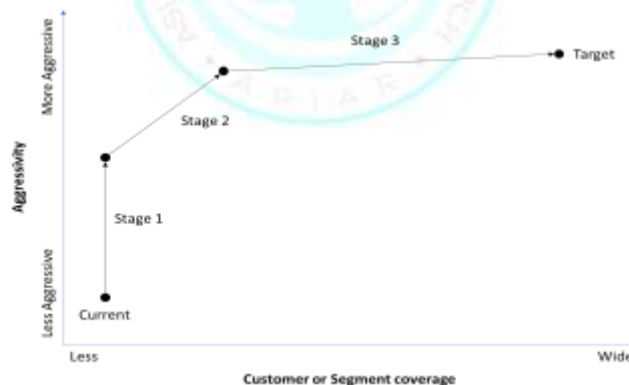 More Aggressive
Stage 3
Target
Stage 2
Aggressivity
Stage 1
Less Aggressive
Current
Less
Wide
Customer or Segment coverage